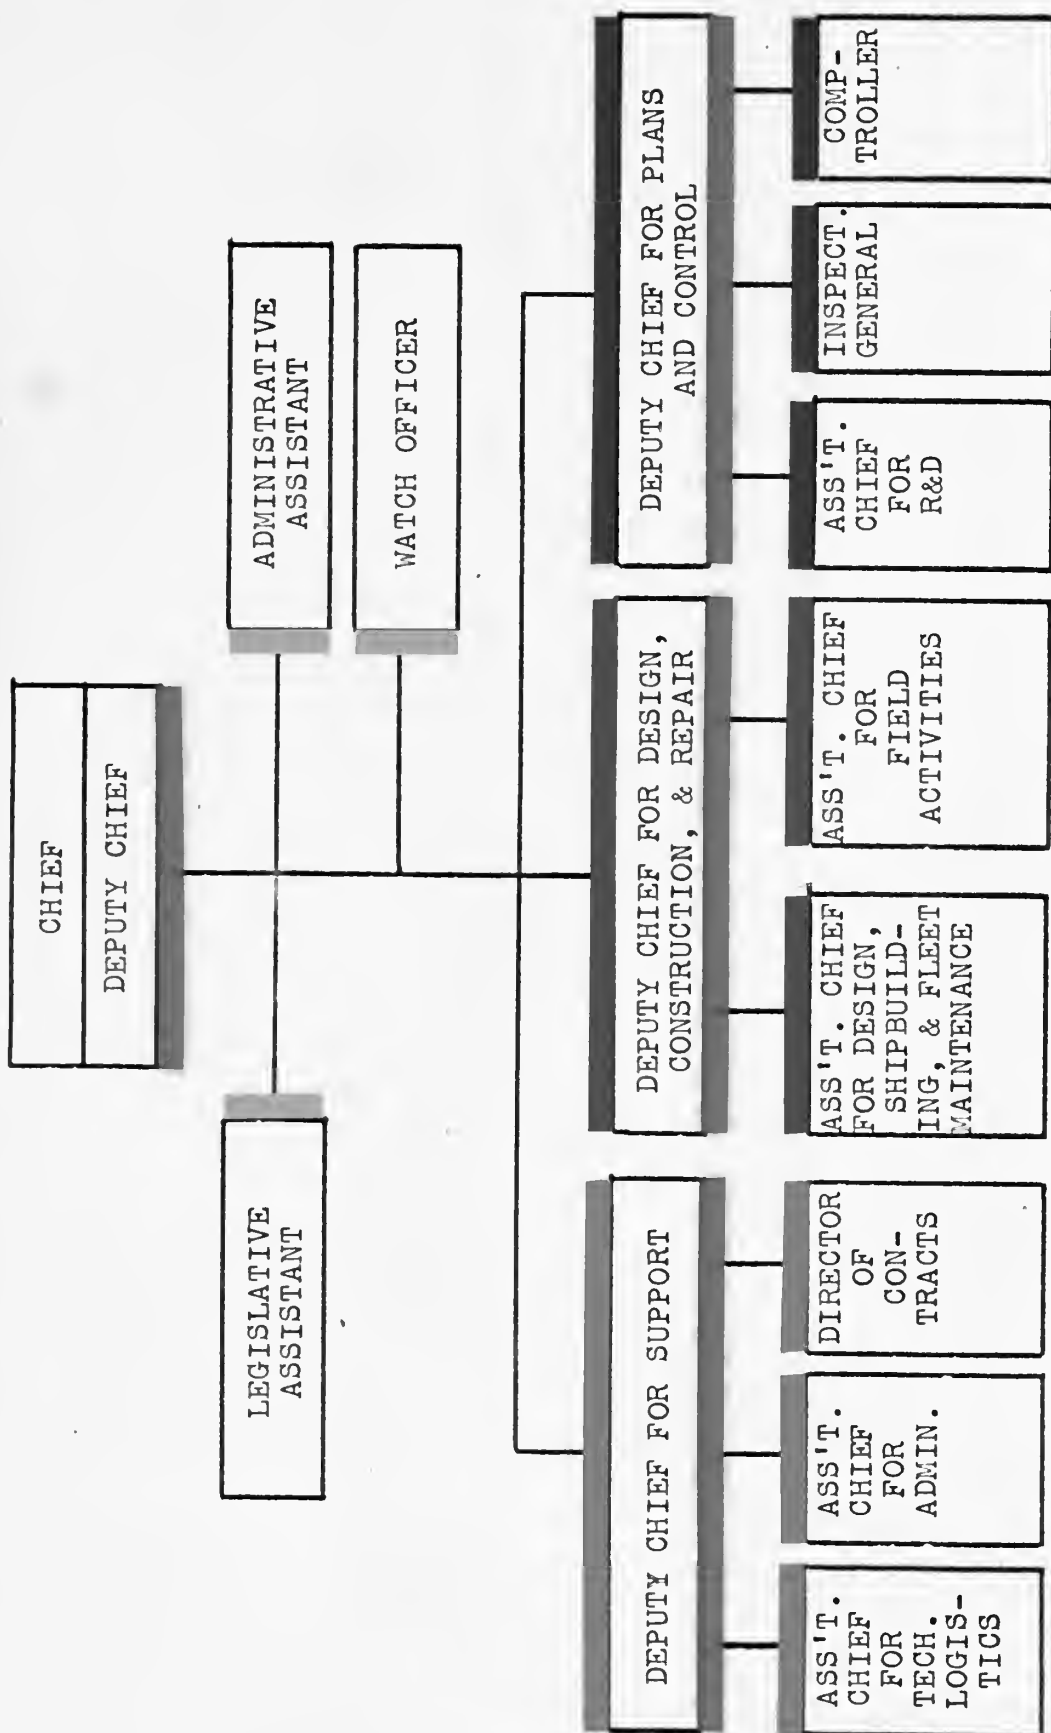 CHIEF
DEPUTY CHIEF
LEGISLATIVE
ASSISTANT
ADMINISTRATIVE
ASSISTANT
WATCH OFFICER
DEPUTY CHIEF FOR SUPPORT
DEPUTY CHIEF FOR DESIGN,
CONSTRUCTION, & REPAIR
DEPUTY CHIEF FOR PLANS
AND CONTROL
ASS'T.
CHIEF
FOR
TECH.
LOGIS-
TICS
ASS'T.
CHIEF
FOR
ADMIN.
DIRECTOR
OF
CON-
TRACTS
ASS'T. CHIEF
FOR DESIGN,
SHIPBUILD-
ING, & FLEET
MAINTENANCE
ASS'T. CHIEF
FOR
FIELD
ACTIVITIES
ASS'T.
CHIEF
FOR
R&D
INSPECT.
GENERAL
COMP-
TROLLER